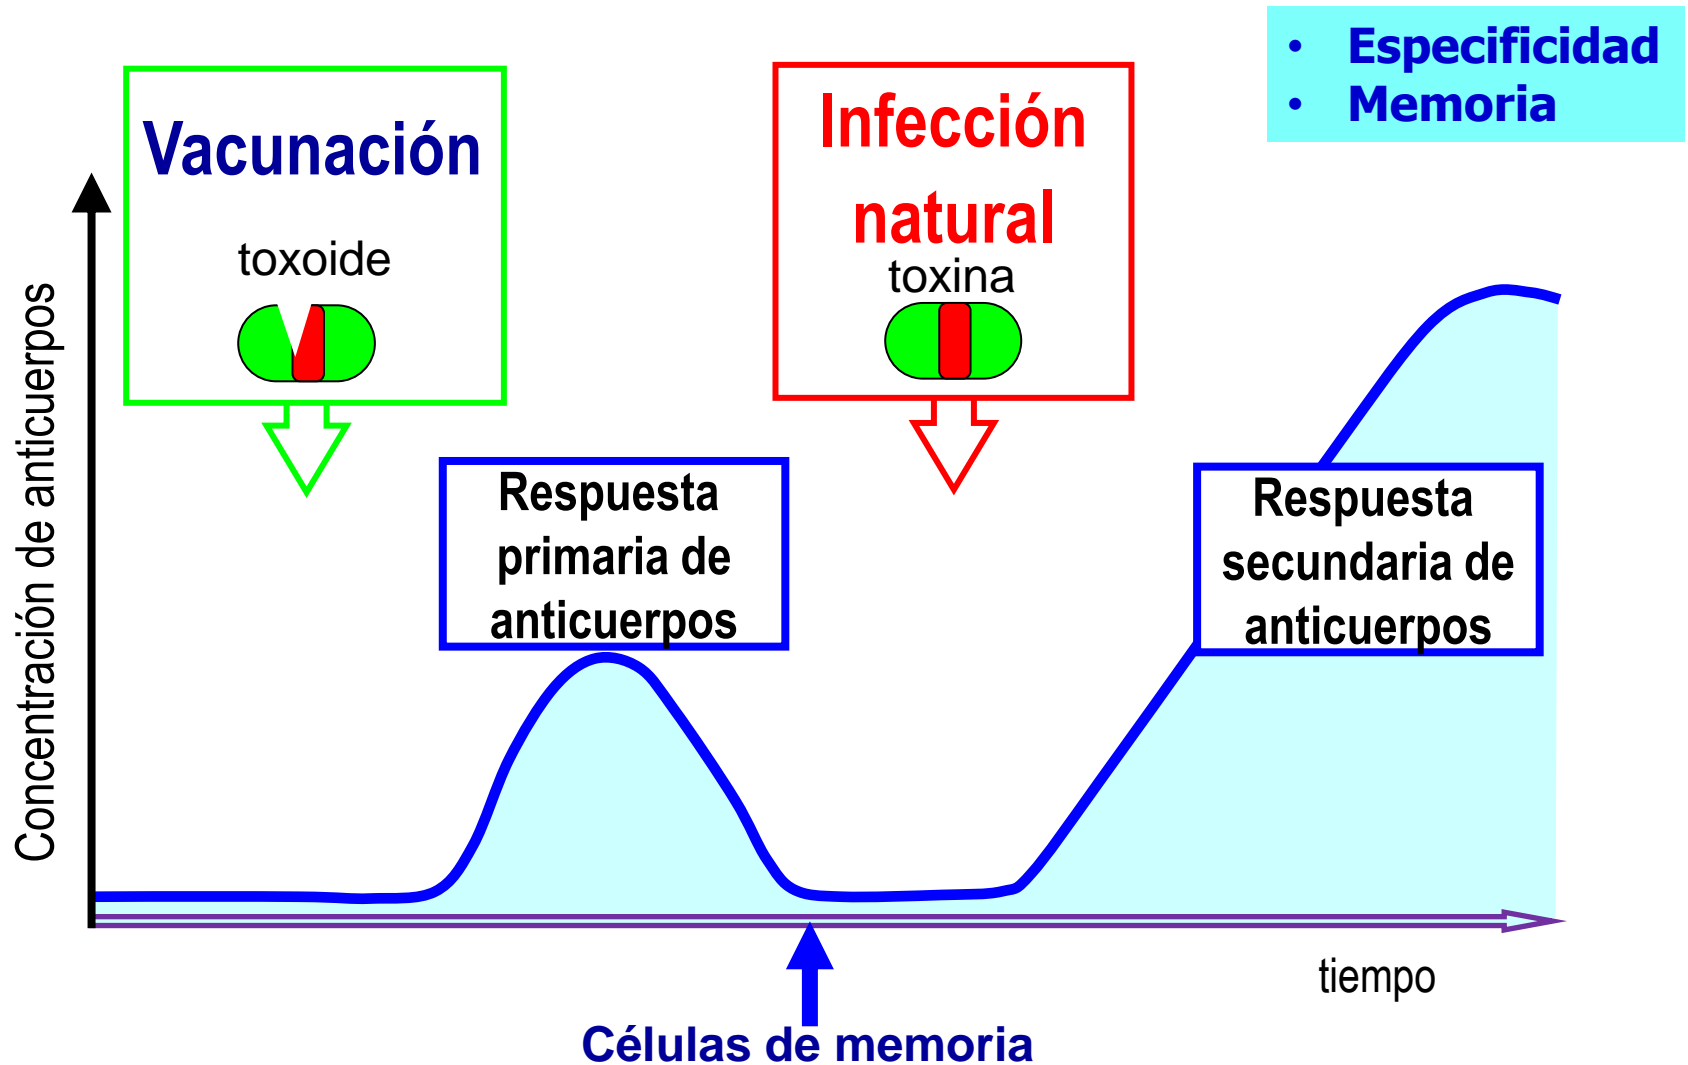 • Especificidad
• Memoria
Vacunación
toxoide
Infección
natural
toxina
Concentración de anticuerpos
Respuesta
primaria de
anticuerpos
Respuesta
secundaria de
anticuerpos
tiempo
Células de memoria